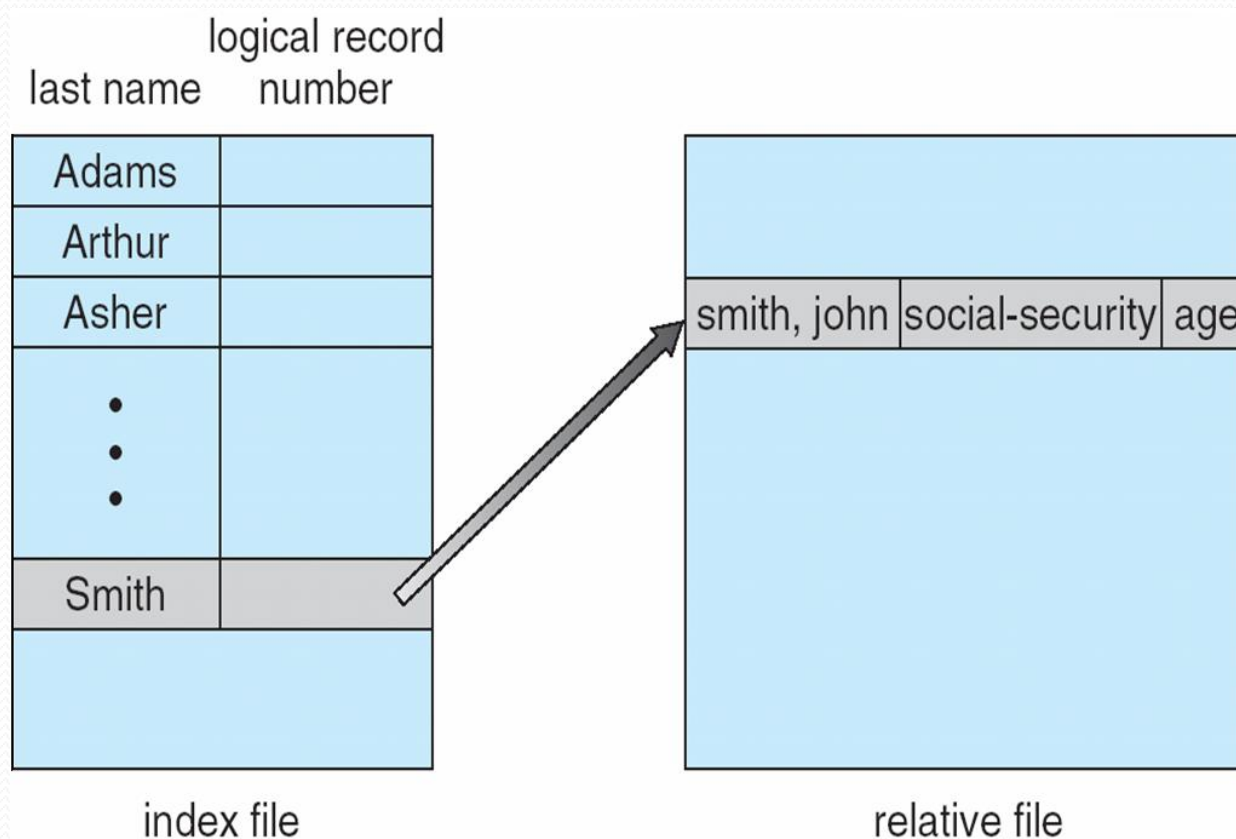 logical record
last name number
Adams
Arthur
Asher
Smith
smith, john social-security age
index file relative file